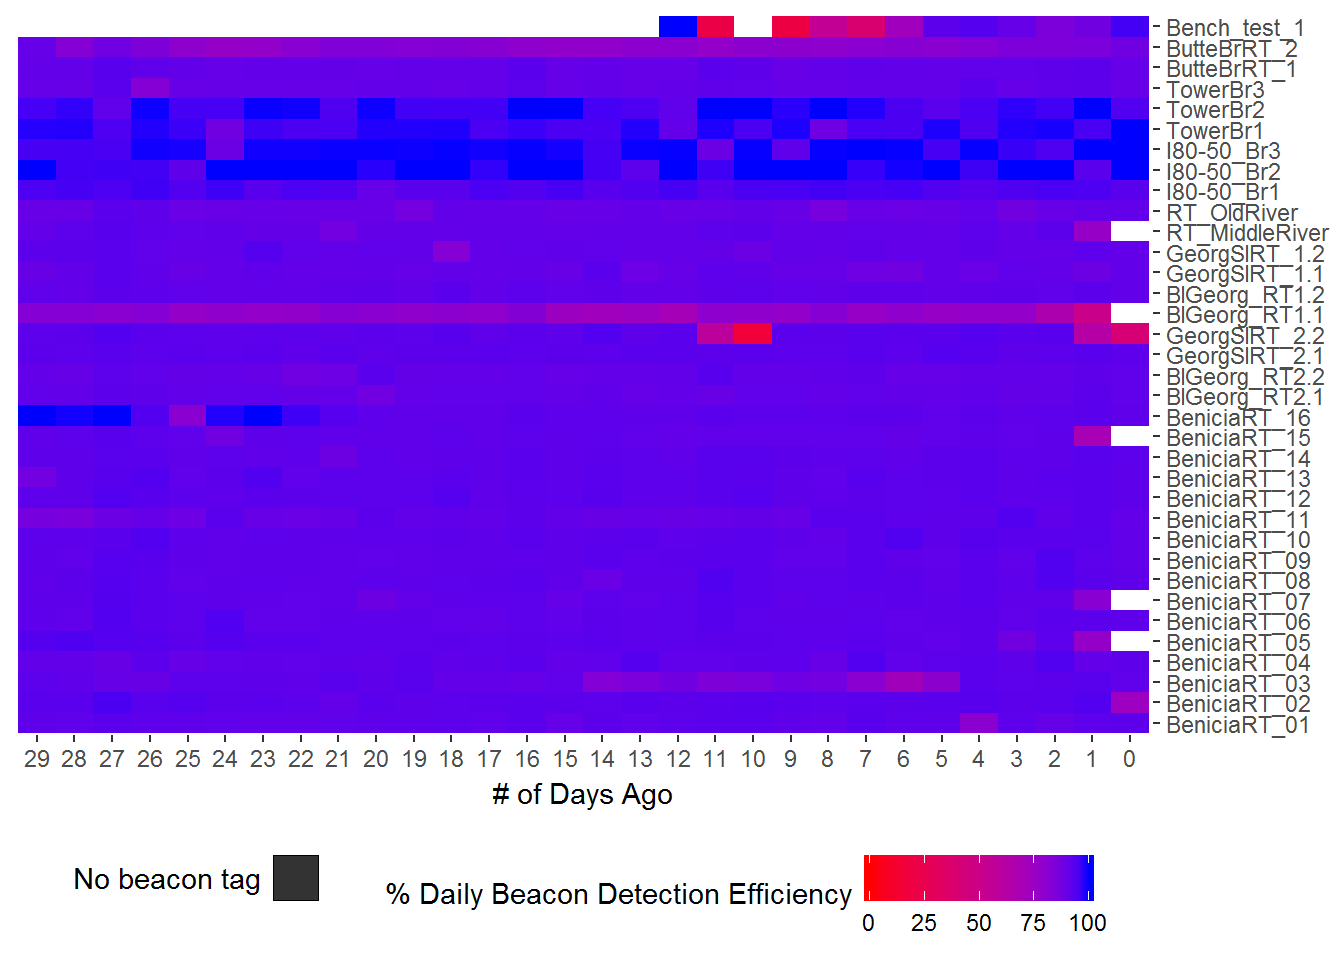 Bench_test_1
ButteBrRT_2
ButteBrRT_1
TowerBr3
TowerBr2
TowerBr1
I80-50_Br3
I80-50_Br2
I80-50_Br1
RT_OldRiver
RT_MiddleRiver
GeorgSlRT_1.2
GeorgSlRT_1.1
BlGeorg_RT1.2
BlGeorg_RT1.1
GeorgSlRT_2.2
GeorgSlRT_2.1
BlGeorg_RT2.2
BlGeorg_RT2.1
BeniciaRT_16
BeniciaRT_15
BeniciaRT_14
BeniciaRT_13
BeniciaRT_12
BeniciaRT_11
BeniciaRT_10
BeniciaRT_09
BeniciaRT_08
BeniciaRT_07
BeniciaRT_06
BeniciaRT_05
BeniciaRT_04
BeniciaRT_03
BeniciaRT_02
BeniciaRT_01
29 28 27 26 25 24 23 22 21 20 19 18 17 16 15 14 13 12 11 10 9 8 7 6 5 4 3 2 1 0
# of Days Ago
No beacon tag
% Daily Beacon Detection Efficiency
0 25 50 75 100